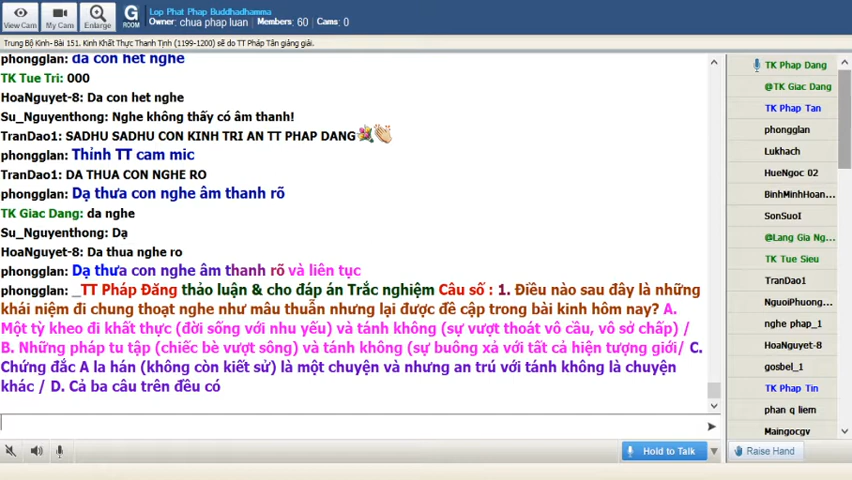 View Cam
My Cam
Enlarge
G
ROOM
Lop Phat Phap Buddhadhamma
Owner: chua phap luan Members: 60 Cams: 0
Trung Bộ Kinh- Bài 151. Kinh Khất Thực Thanh Tịnh (1199-1200) sẽ do TT Pháp Tân giảng giải.
phongglan: da con het nghe
TK Tue Tri: 000
HoaNguyet-8: Da con het nghe
Su_Nguyenthong: Nghe không thấy có âm thanh!
TranDao1: SADHU SADHU CON KINH TRI AN TT PHAP DANG
phongglan: Thỉnh TT cam mic
TranDao1: DA THUA CON NGHE RO
phongglan: Dạ thưa con nghe âm thanh rõ
TK Giac Dang: da nghe
Su_Nguyenthong: Dạ
HoaNguyet-8: Da thua nghe ro
phongglan: Dạ thưa con nghe âm thanh rõ và liên tục
phongglan: _TT Pháp Đăng thảo luận & cho đáp án Trắc nghiệm Câu số : 1. Điều nào sau đây là những
khái niệm đi chung thoạt nghe như mâu thuẫn nhưng lại được đề cập trong bài kinh hôm nay? A.
Một tỳ kheo đi khất thực (đời sống với nhu yếu) và tánh không (sự vượt thoát vô cầu, vô sở chấp) /
B. Những pháp tu tập (chiếc bè vượt sông) và tánh không (sự buông xả với tất cả hiện tượng giới/ C.
Chứng đắc A la hán (không còn kiết sử) là một chuyện và nhưng an trú với tánh không là chuyện
khác / D. Cả ba câu trên đều có
Hold to Talk
TK Phap Dang
@TK Giac Dang
TK Phap Tan
phongglan
Lukhach
HueNgoc 02
BinhMinhHoan...
SonSuoI
@Lang Gia Ng...
TK Tue Sieu
TranDao1
NguoiPhuong...
nghe phap_1
HoaNguyet-8
gosbel_1
TK Phap Tin
phan q liem
Maingocgv
Raise Hand